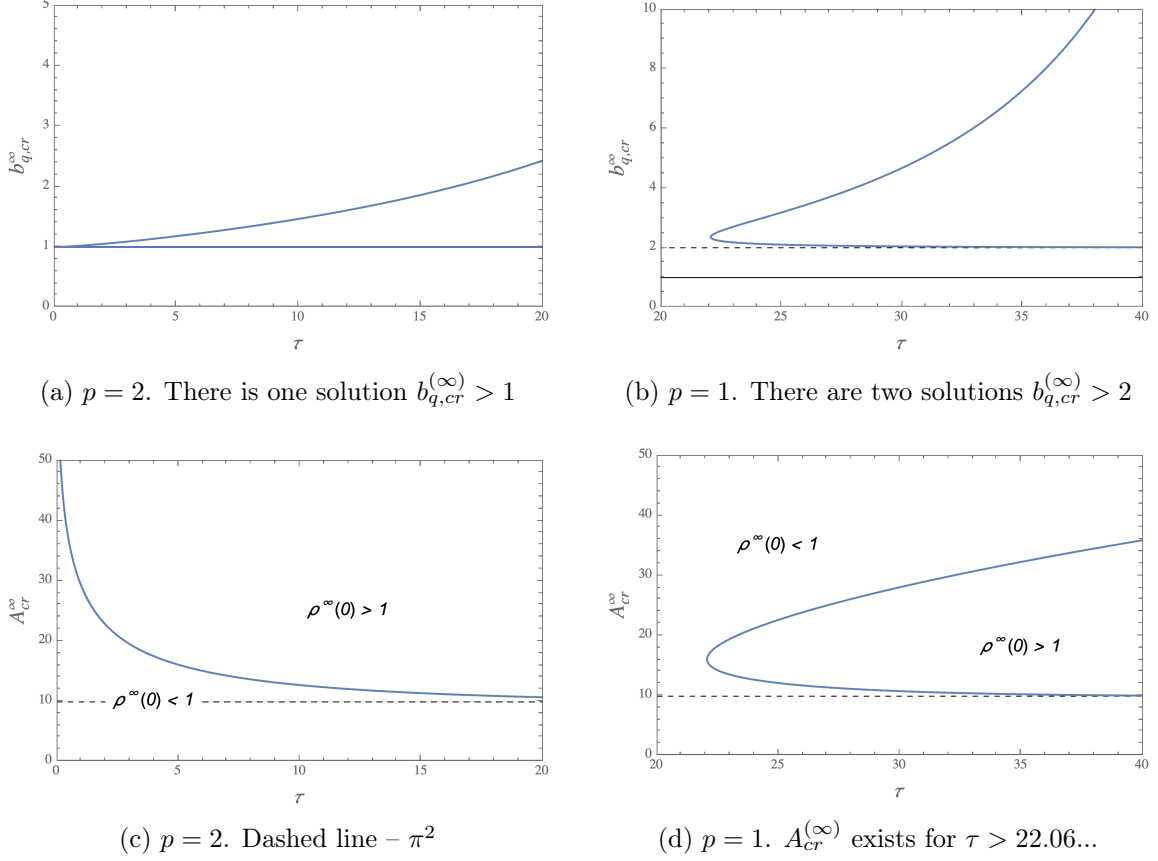 5
4
3
2
1
0
b^∞_{q,cr}
0
5
10
15
20
τ
10
8
6
4
2
0
b^∞_{q,cr}
20
25
30
35
40
τ
(a) p = 2. There is one solution b^{(∞)}_{q,cr} > 1
(b) p = 1. There are two solutions b^{(∞)}_{q,cr} > 2
50
40
30
20
10
0
A^∞_{cr}
ρ^∞(0) > 1
ρ^∞(0) < 1
0
5
10
15
20
τ
50
40
30
20
10
0
A^∞_{cr}
ρ^∞(0) < 1
ρ^∞(0) > 1
20
25
30
35
40
τ
(c) p = 2. Dashed line – π^2
(d) p = 1. A^{(∞)}_{cr} exists for τ > 22.06...